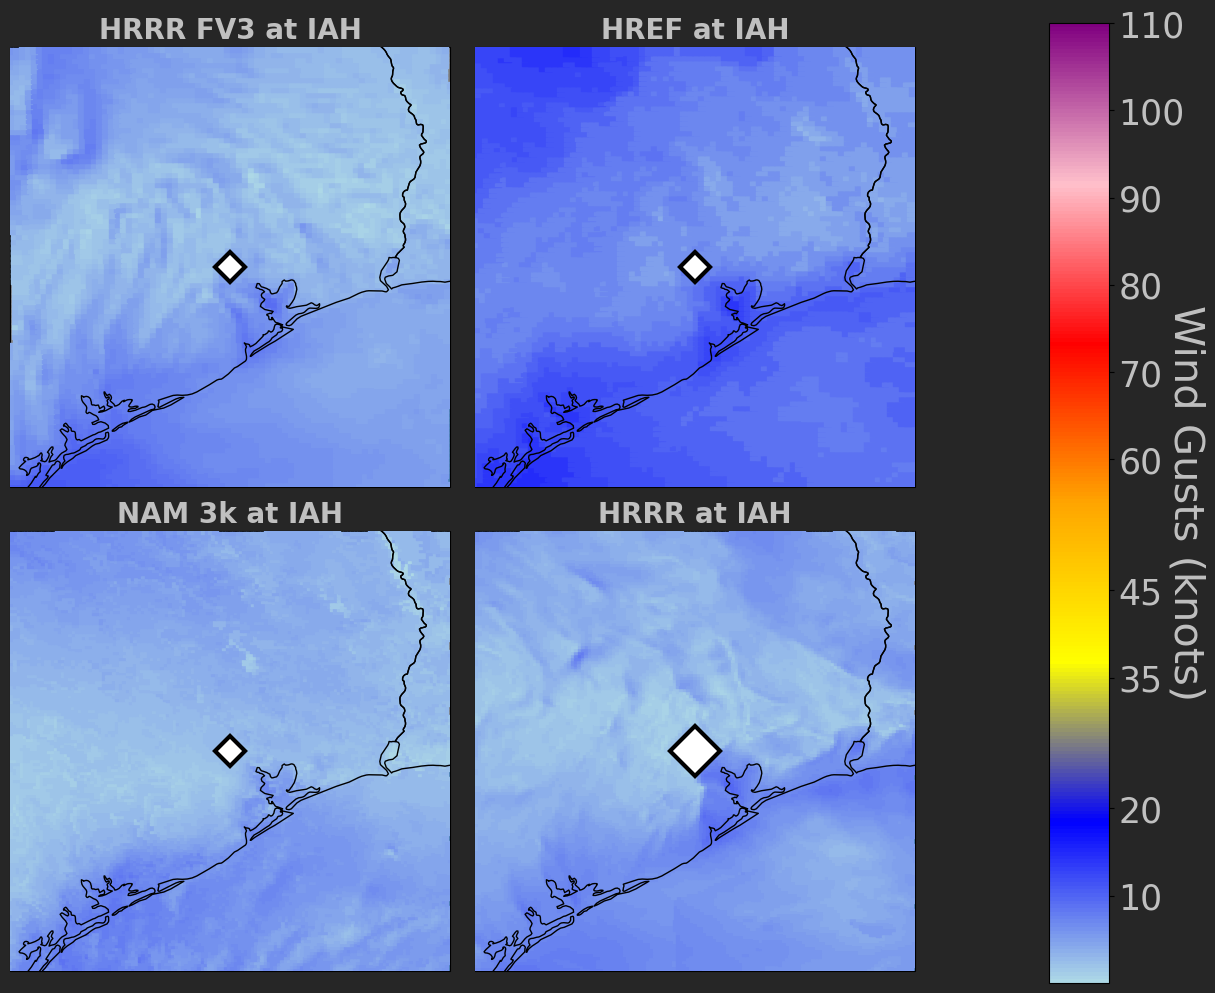 HRRR FV3 at IAH
HREF at IAH
NAM 3k at IAH
HRRR at IAH
110
100
90
80
70
60
45
35
20
10
Wind Gusts (knots)